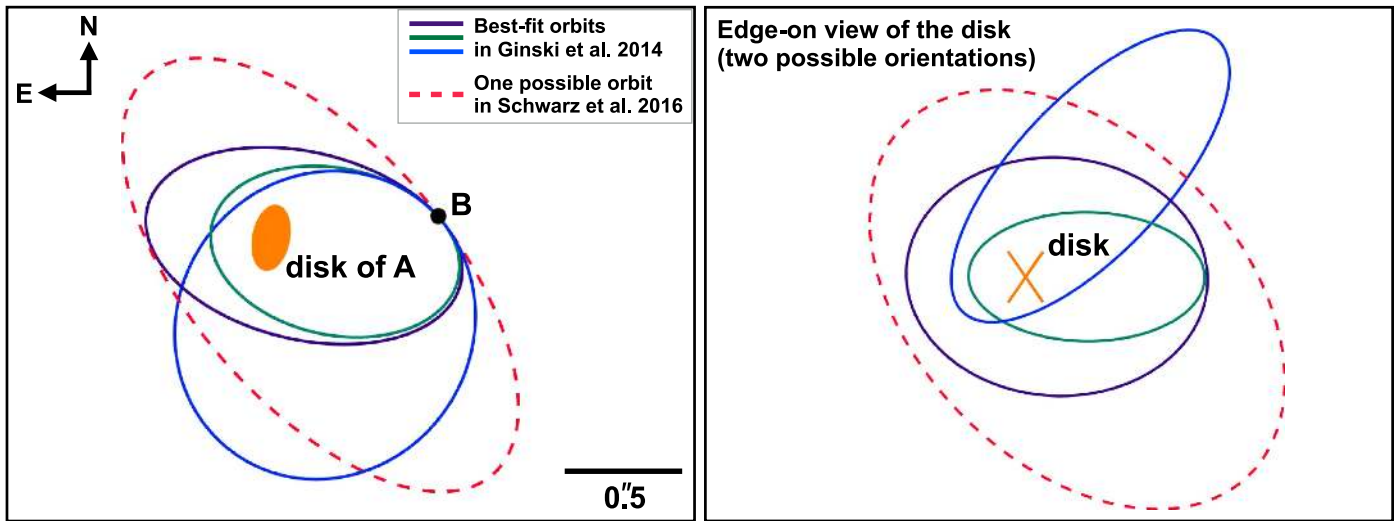 N
E
Best-fit orbits
in Ginski et al. 2014
One possible orbit
in Schwarz et al. 2016
B
disk of A
0."5
Edge-on view of the disk
(two possible orientations)
disk